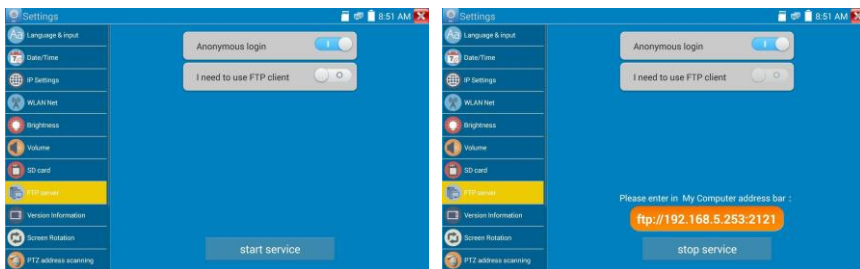 Settings
8:51 AM
Language & input
Date/Time
IP Settings
WLAN Net
Brightness
Volume
SD card
FTP server
Version Information
Screen Rotation
PTZ address scanning
Anonymous login
I need to use FTP client
start service
Settings
8:51 AM
Language & input
Date/Time
IP Settings
WLAN Net
Brightness
Volume
SD card
FTP server
Version Information
Screen Rotation
PTZ address scanning
Anonymous login
I need to use FTP client
Please enter in My Computer address bar :
ftp://192.168.5.253:2121
stop service